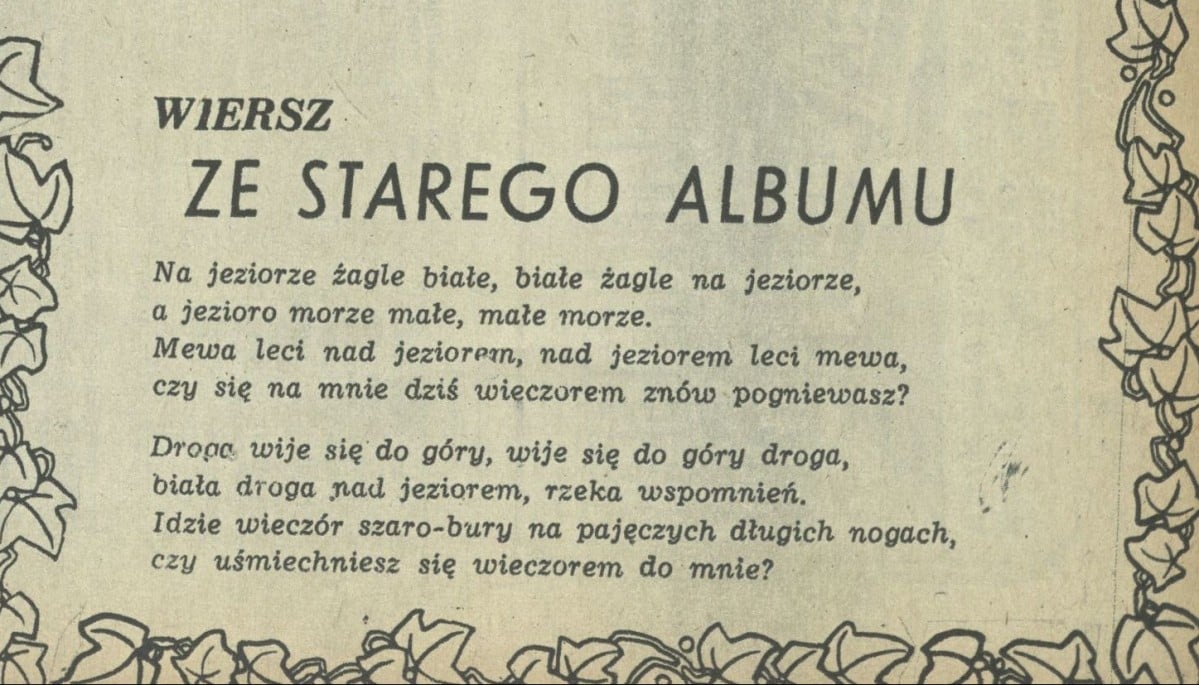 WIERSZ
ZE STAREGO ALBUMU
Na jeziorze żagle białe, białe żagle na jeziorze,
a jezioro morze małe, małe morze.
Mewa leci nad jeziorem, nad jeziorem leci mewa,
czy się na mnie dziś wieczorem znów pogniewasz?
Droga wije się do góry, wije się do góry droga,
biała droga nad jeziorem, rzeka wspomnień.
Idzie wieczór szaro-bury na pajęczych długich nogach,
czy uśmiechniesz się wieczorem do mnie?